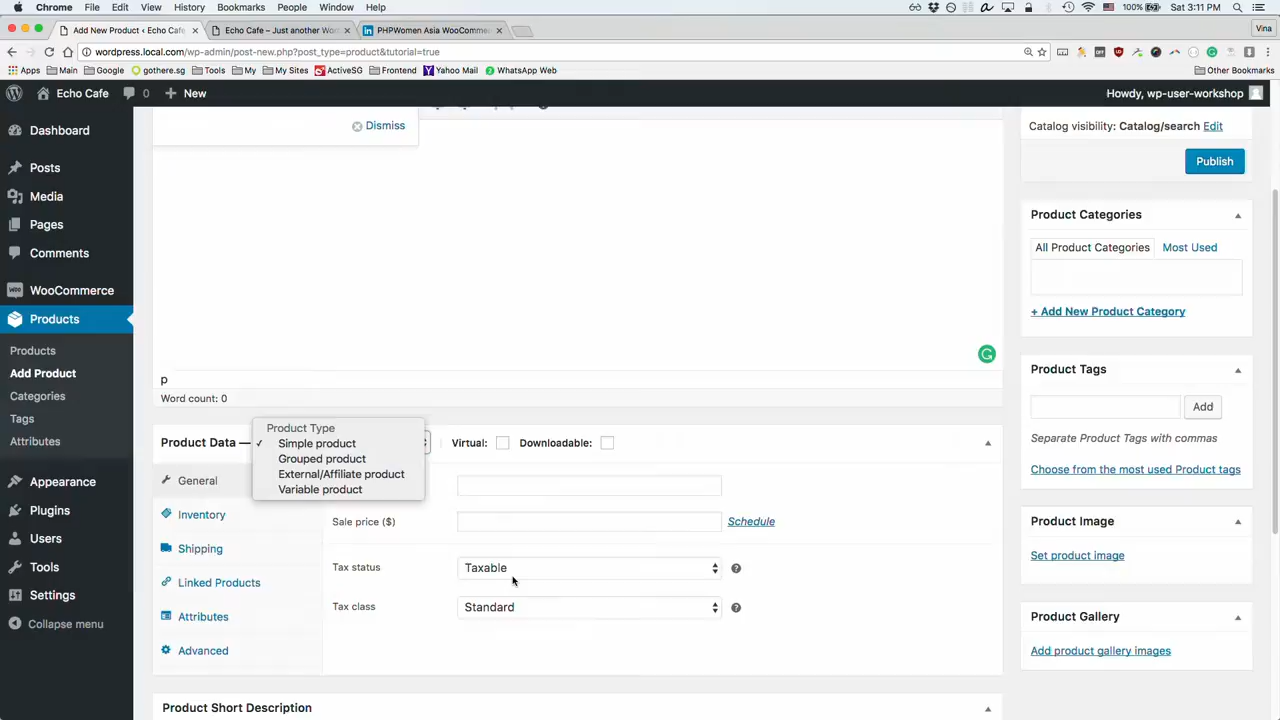 Chrome File Edit View History Bookmarks People Window Help
100% Sat 3:11 PM
Add New Product ‹ Echo Cafe
Echo Cafe – Just another Wor
PHPWomen Asia WooCommer
Vina
wordpress.local.com/wp-admin/post-new.php?post_type=product&tutorial=true
Apps Main Google gothere.sg Tools My My Sites ActiveSG Frontend Yahoo Mail WhatsApp Web Other Bookmarks
Echo Cafe 0 + New Howdy, wp-user-workshop
Dashboard
Posts
Media
Pages
Comments
WooCommerce
Products
Products
Add Product
Categories
Tags
Attributes
Appearance
Plugins
Users
Tools
Settings
Collapse menu
Dismiss
p
Word count: 0
Product Data —
Product Type
✓ Simple product
Grouped product
External/Affiliate product
Variable product
Virtual:
Downloadable:
General
Inventory
Shipping
Linked Products
Attributes
Advanced
Sale price ($)
Schedule
Tax status
Taxable
Tax class
Standard
Product Short Description
Catalog visibility: Catalog/search Edit
Publish
Product Categories
All Product Categories
Most Used
+ Add New Product Category
Product Tags
Add
Separate Product Tags with commas
Choose from the most used Product tags
Product Image
Set product image
Product Gallery
Add product gallery images